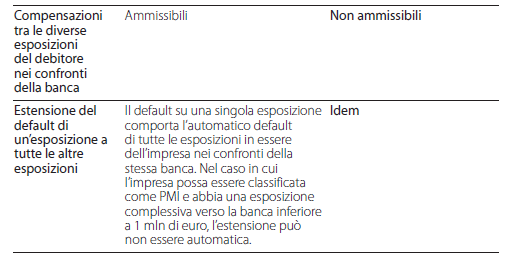 Compensazioni
tra le diverse
esposizioni
del debitore
nei confronti
della banca
Ammissibili
Non ammissibili
Estensione del
default di
un'esposizione a
tutte le altre
esposizioni
Il default su una singola esposizione
comporta l'automatico default
di tutte le esposizioni in essere
dell'impresa nei confronti della
stessa banca. Nel caso in cui
l'impresa possa essere classificata
come PMI e abbia una esposizione
complessiva verso la banca inferiore
a 1 mln di euro, l'estensione può
non essere automatica.
Idem